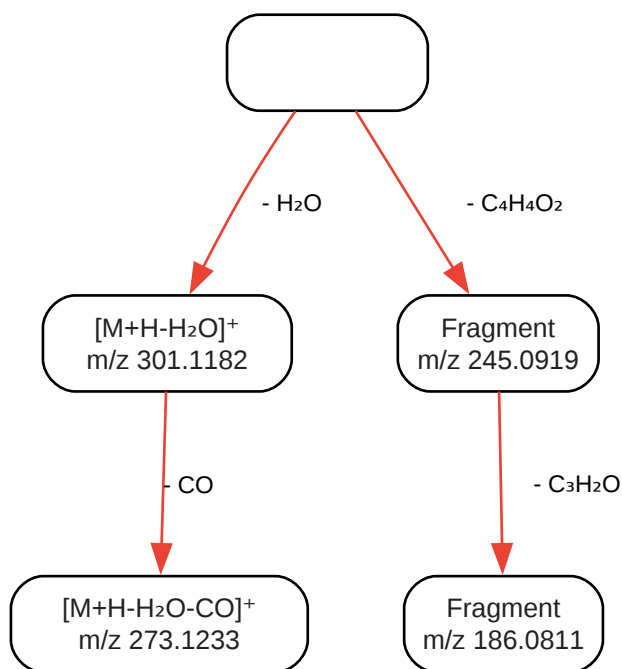 - H₂O
- C₄H₄O₂
[M+H-H₂O]⁺
m/z 301.1182
Fragment
m/z 245.0919
- CO
- C₃H₂O
[M+H-H₂O-CO]⁺
m/z 273.1233
Fragment
m/z 186.0811